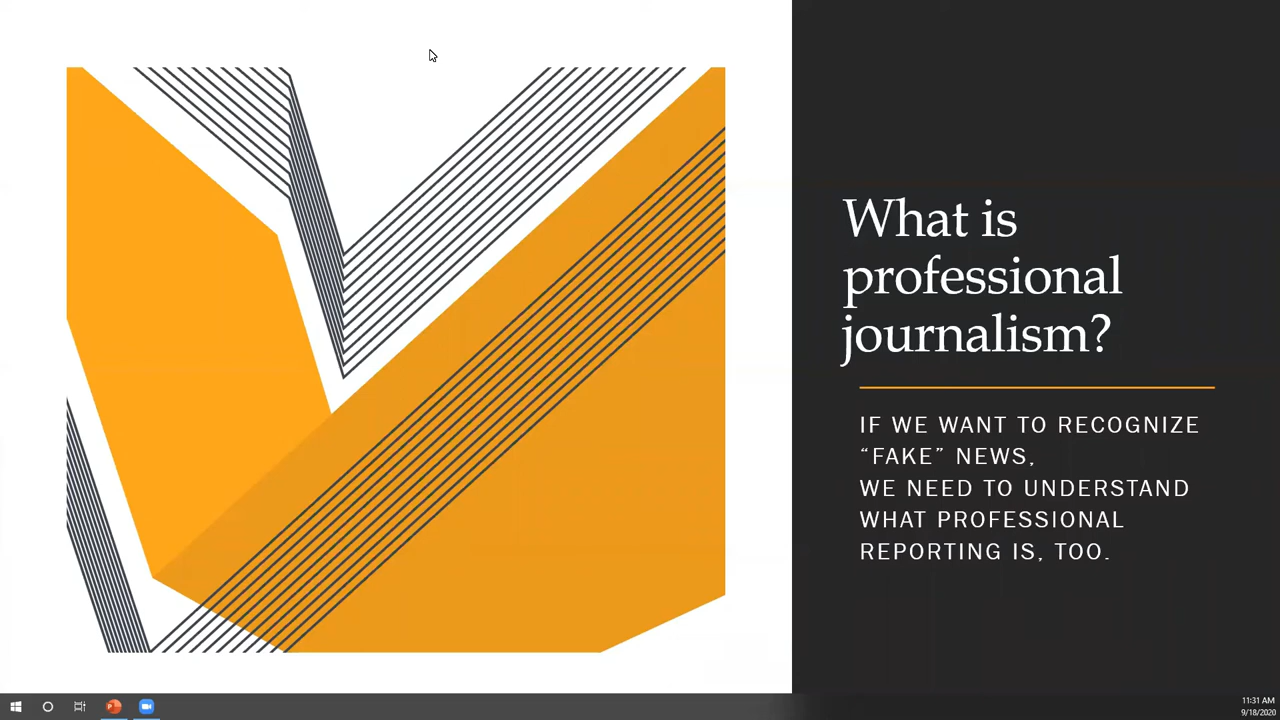 What is
professional
journalism?
IF WE WANT TO RECOGNIZE
“FAKE” NEWS,
WE NEED TO UNDERSTAND
WHAT PROFESSIONAL
REPORTING IS, TOO.
11:31 AM
9/18/2020